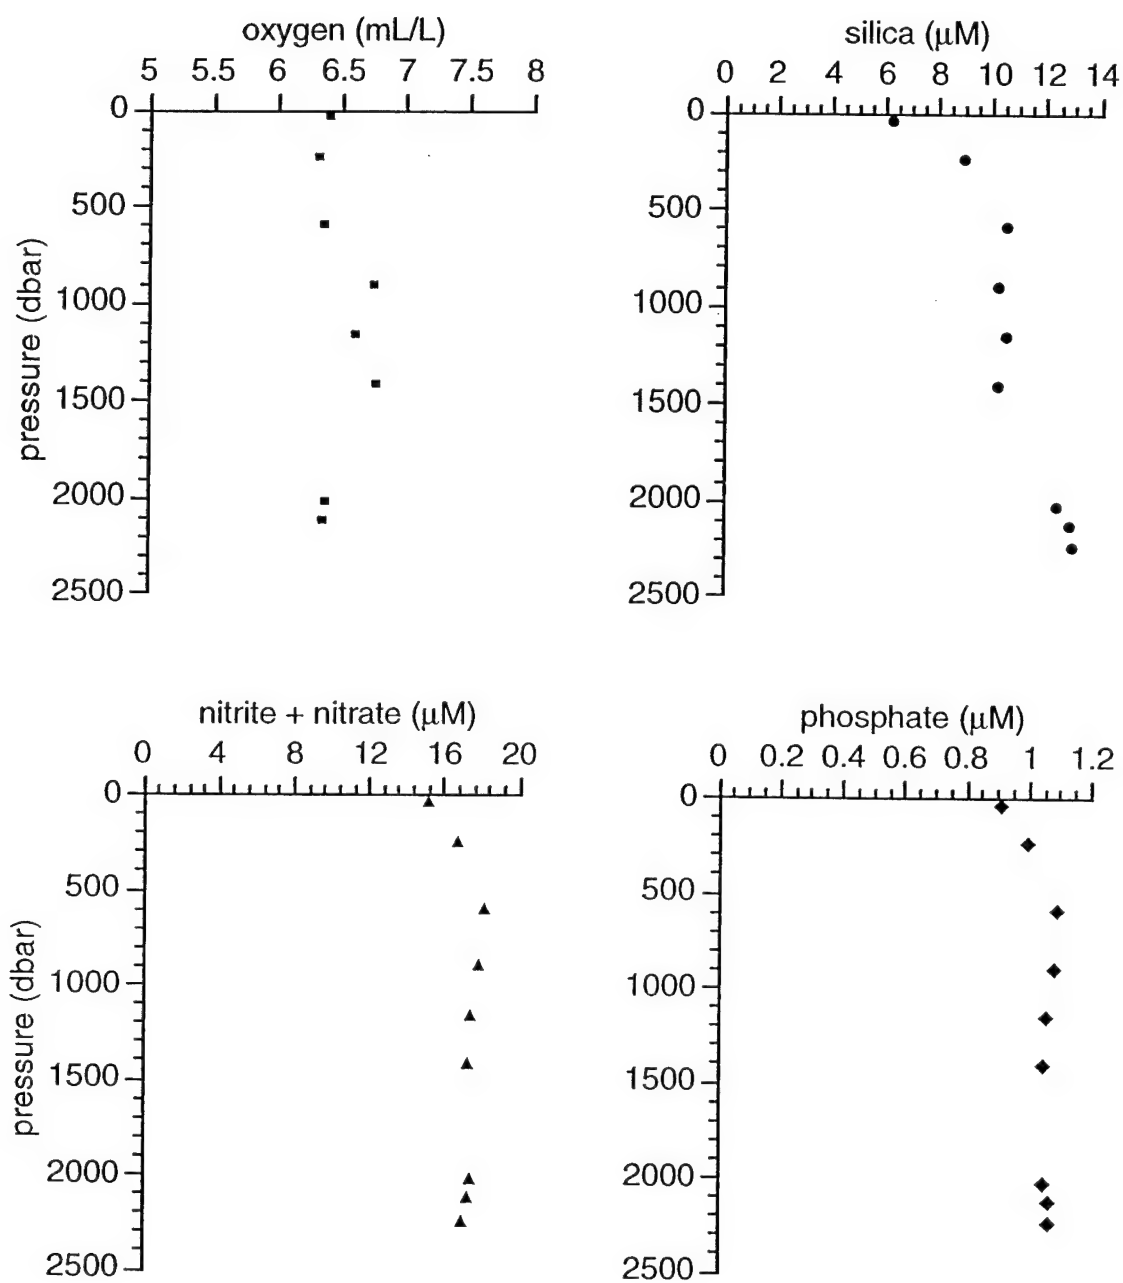 oxygen (mL/L)
5 5.5 6 6.5 7 7.5 8
0
500
1000
1500
2000
2500
pressure (dbar)
silica (μM)
0 2 4 6 8 10 12 14
0
500
1000
1500
2000
2500
nitrite + nitrate (μM)
0 4 8 12 16 20
0
500
1000
1500
2000
2500
pressure (dbar)
phosphate (μM)
0 0.2 0.4 0.6 0.8 1 1.2
0
500
1000
1500
2000
2500